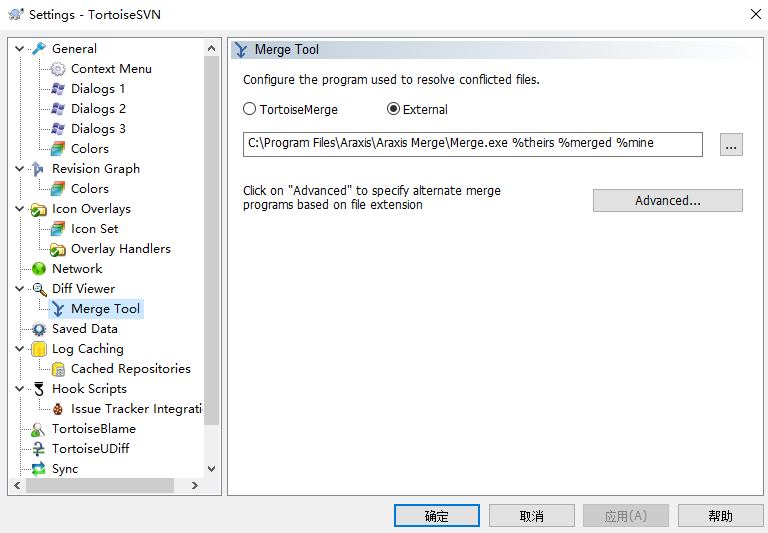 Settings - TortoiseSVN
General
Context Menu
Dialogs 1
Dialogs 2
Dialogs 3
Colors
Revision Graph
Colors
Icon Overlays
Icon Set
Overlay Handlers
Network
Diff Viewer
Merge Tool
Saved Data
Log Caching
Cached Repositories
Hook Scripts
Issue Tracker Integrati
TortoiseBlame
TortoiseUDiff
Sync
Merge Tool
Configure the program used to resolve conflicted files.
TortoiseMerge External
C:\Program Files\Araxis\Araxis Merge\Merge.exe %theirs %merged %mine
...
Click on "Advanced" to specify alternate merge
programs based on file extension
Advanced...
确定 取消 应用(A) 帮助